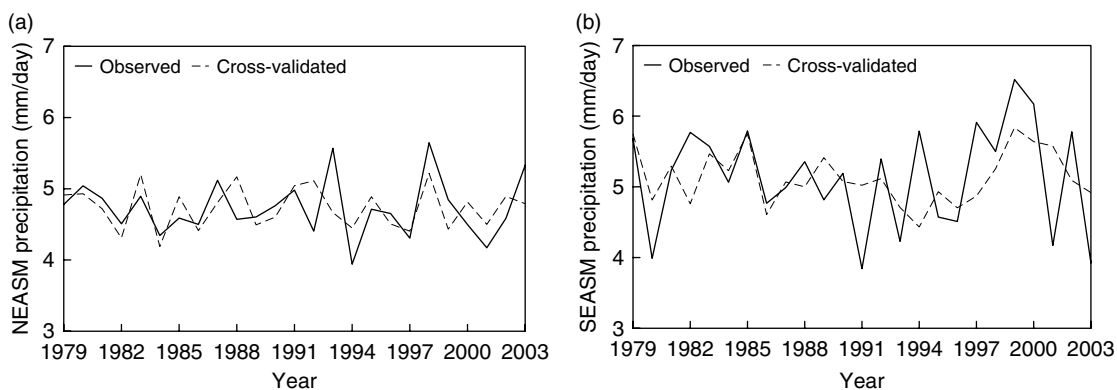 (a)
7
Observed Cross-validated
6
5
4
3
NEASM precipitation (mm/day)
1979 1982 1985 1988 1991 1994 1997 2000 2003
Year
(b)
7
Observed Cross-validated
6
5
4
3
SEASM precipitation (mm/day)
1979 1982 1985 1988 1991 1994 1997 2000 2003
Year